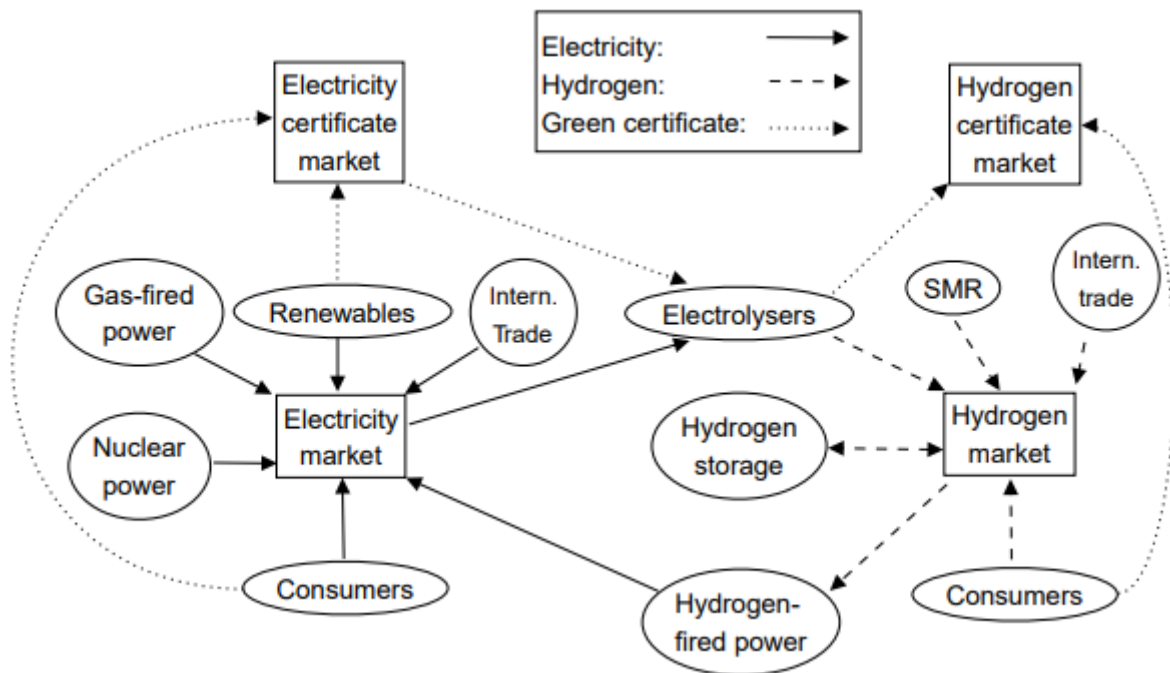 Electricity:
Hydrogen:
Green certificate:
Electricity
certificate
market
Hydrogen
certificate
market
Gas-fired
power
Renewables
Intern.
Trade
Electrolysers
SMR
Intern.
trade
Nuclear
power
Electricity
market
Hydrogen
storage
Hydrogen
market
Consumers
Hydrogen-
fired power
Consumers